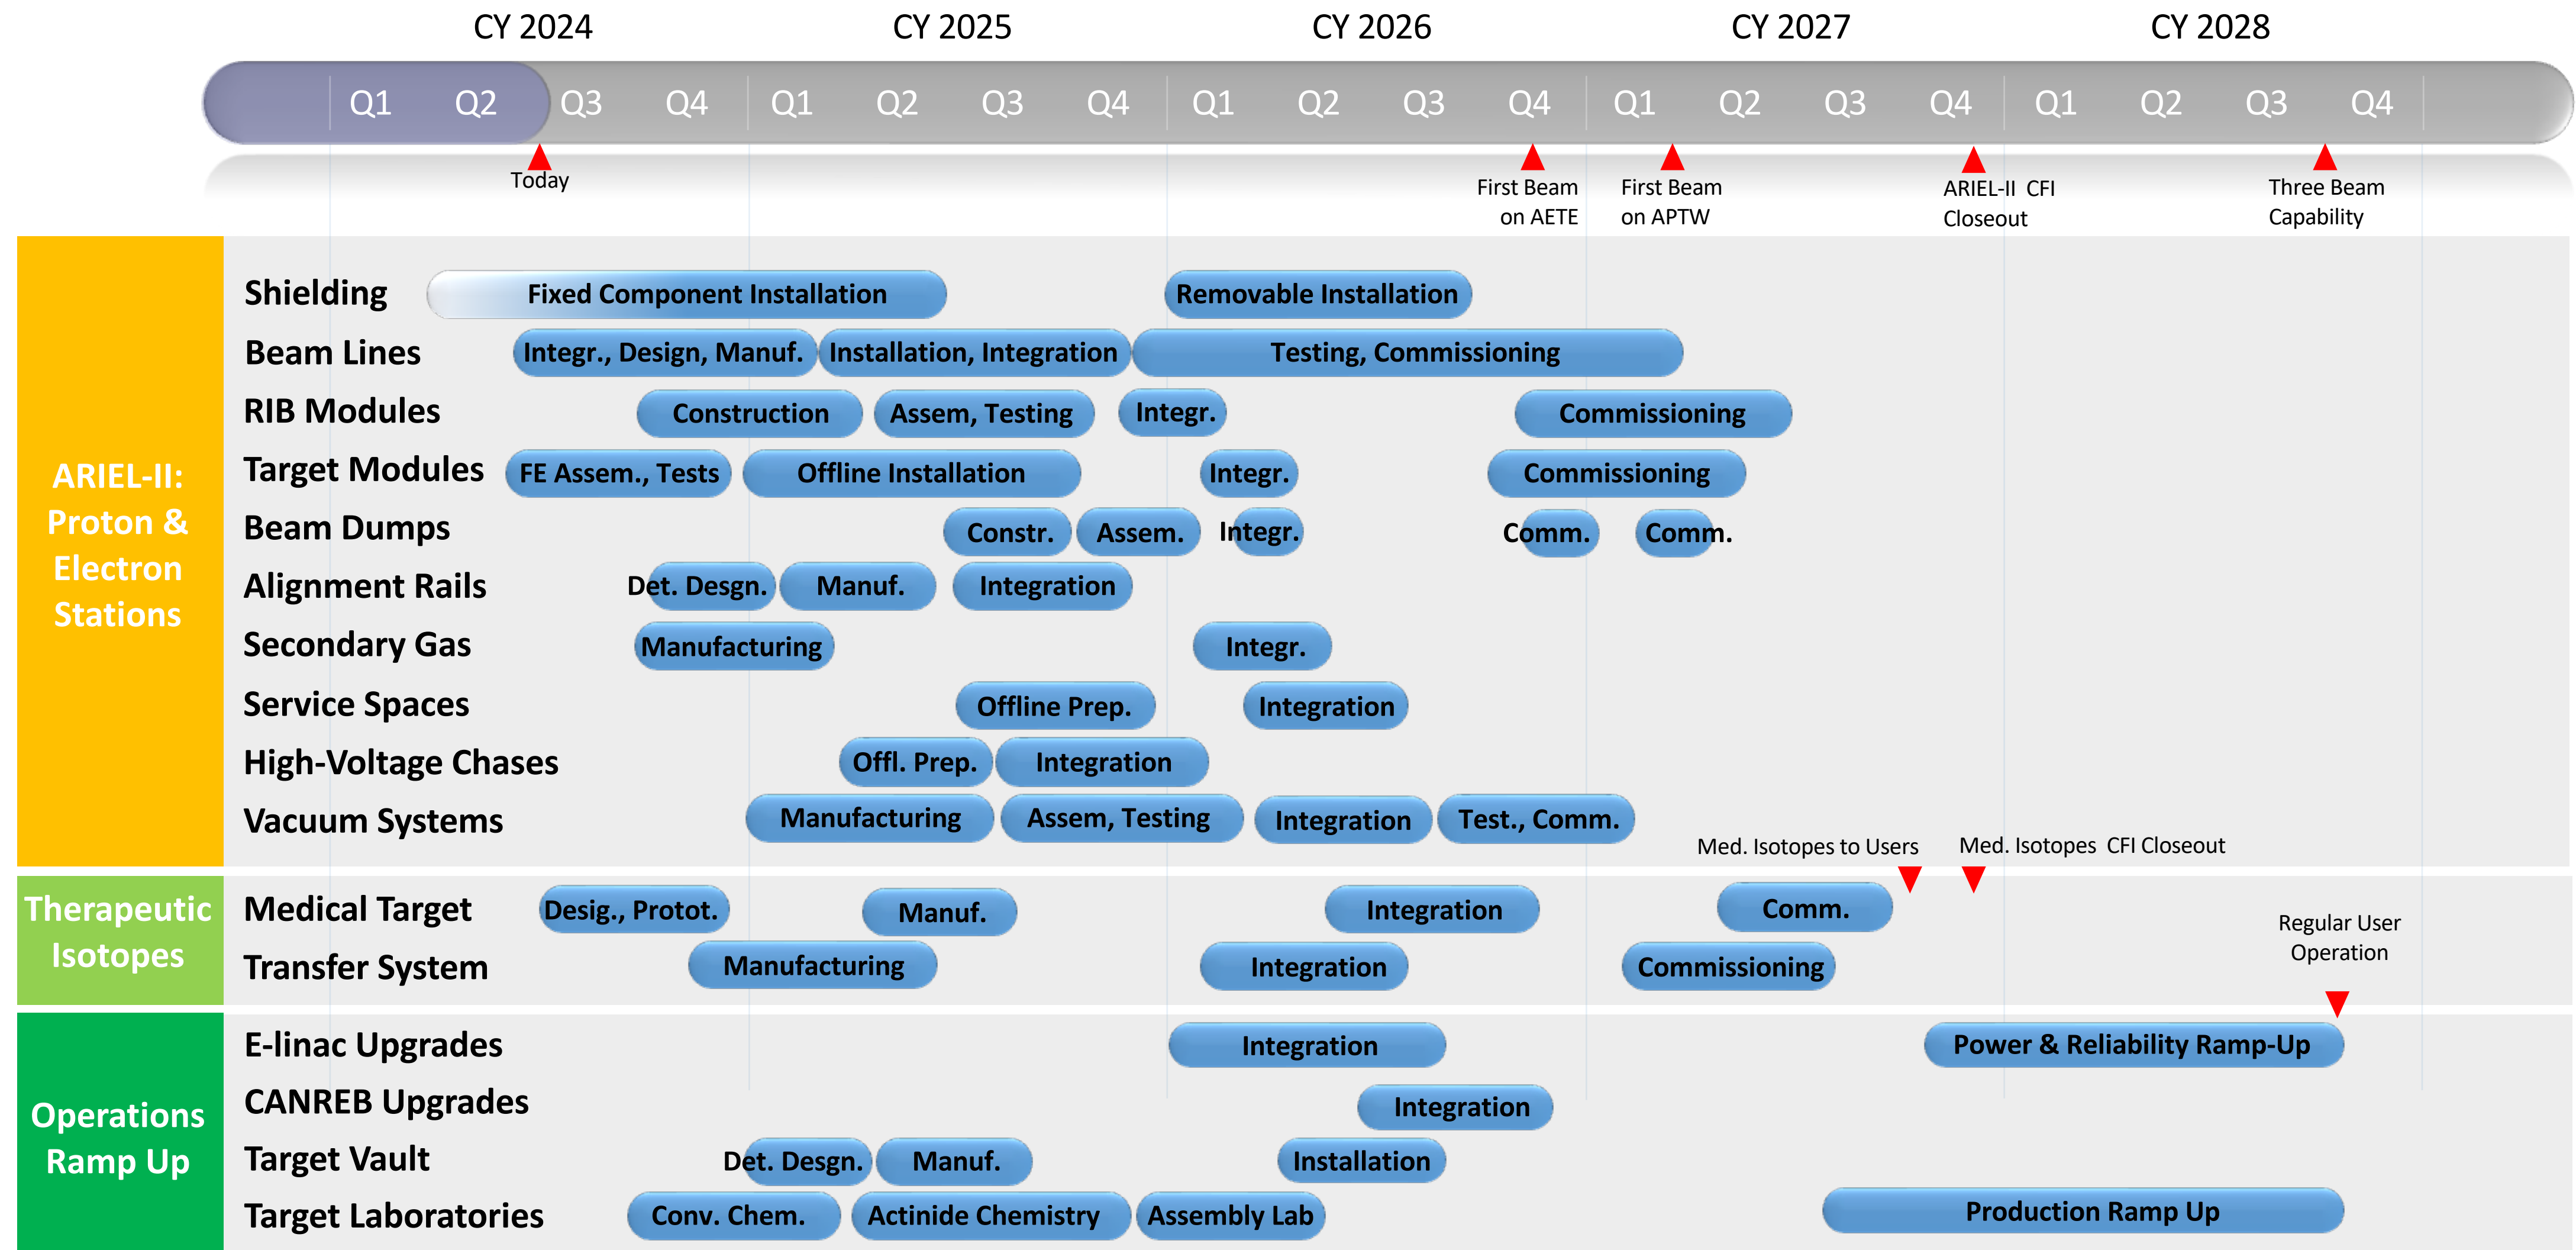 CY 2024 CY 2025 CY 2026 CY 2027 CY 2028
Q1 Q2 Q3 Q4 Q1 Q2 Q3 Q4 Q1 Q2 Q3 Q4 Q1 Q2 Q3 Q4 Q1 Q2 Q3 Q4
Today
First Beam
on AETE
First Beam
on APTW
ARIEL-II CFI
Closeout
Three Beam
Capability
ARIEL-II:
Proton &
Electron
Stations
Shielding Fixed Component Installation Removable Installation
Beam Lines Integr., Design, Manuf. Installation, Integration Testing, Commissioning
RIB Modules Construction Assem, Testing Integr. Commissioning
Target Modules FE Assem., Tests Offline Installation Integr. Commissioning
Beam Dumps Constr. Assem. Integr. Comm. Comm.
Alignment Rails Det. Desgn. Manuf. Integration
Secondary Gas Manufacturing Integr.
Service Spaces Offline Prep. Integration
High-Voltage Chases Offl. Prep. Integration
Vacuum Systems Manufacturing Assem, Testing Integration Test., Comm.
Med. Isotopes to Users Med. Isotopes CFI Closeout
Therapeutic
Isotopes
Medical Target Desig., Protot. Manuf. Integration Comm.
Transfer System Manufacturing Integration Commissioning
Regular User
Operation
Operations
Ramp Up
E-linac Upgrades Integration Power & Reliability Ramp-Up
CANREB Upgrades Integration
Target Vault Det. Desgn. Manuf. Installation
Target Laboratories Conv. Chem. Actinide Chemistry Assembly Lab Production Ramp Up